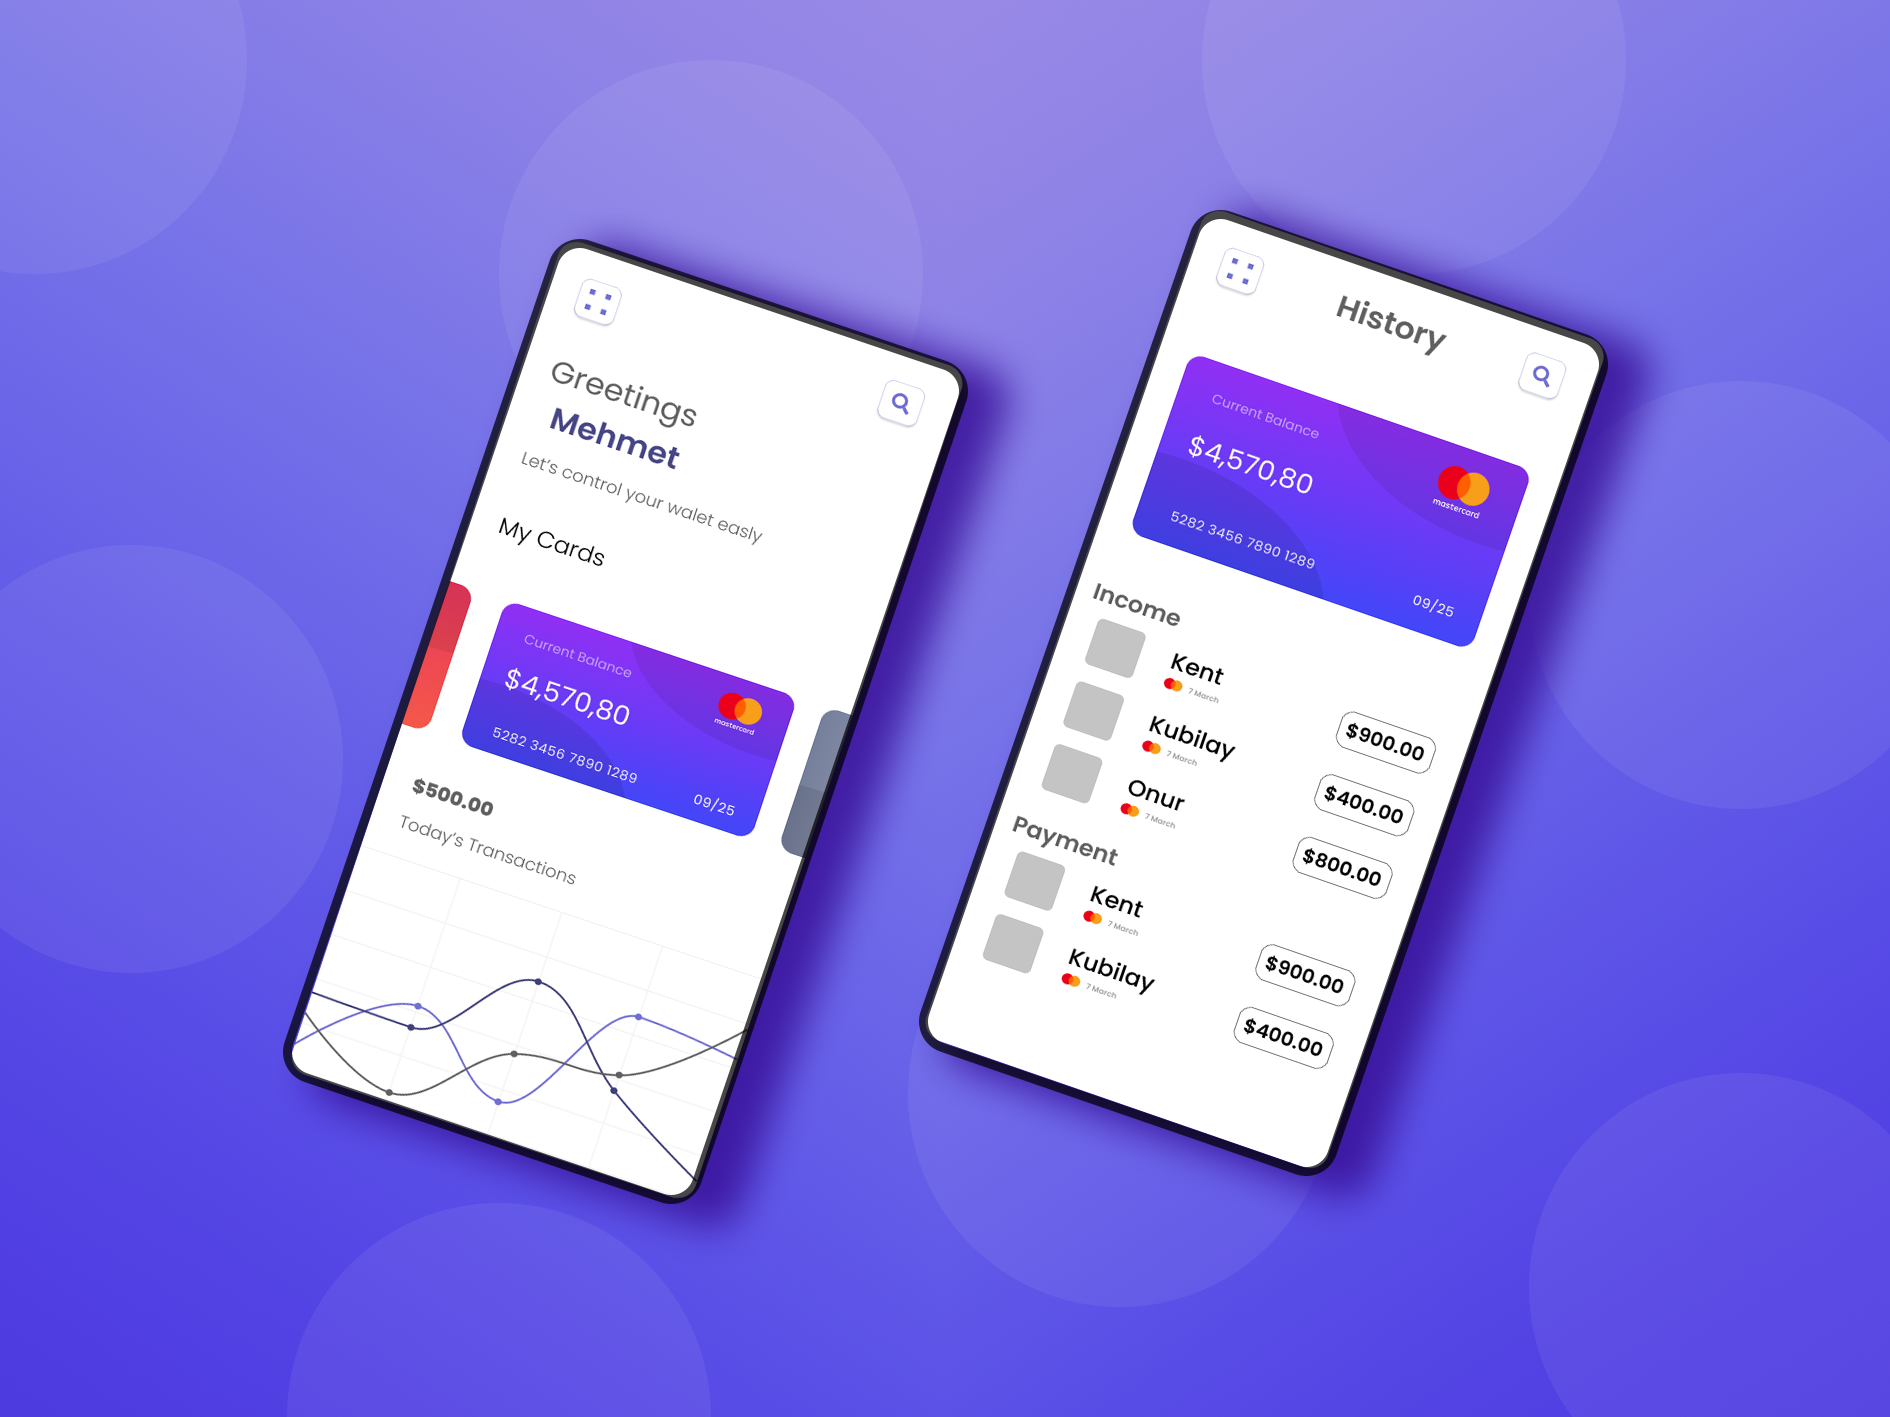 Greetings
Mehmet
Let's control your walet easly
My Cards
Current Balance
$4,570,80
mastercard
5282 3456 7890 1289
09/25
$500.00
Today's Transactions
History
Current Balance
$4,570,80
mastercard
5282 3456 7890 1289
09/25
Income
Kent
7 March
$900.00
Kubilay
7 March
$400.00
Onur
7 March
$800.00
Payment
Kent
7 March
$900.00
Kubilay
7 March
$400.00